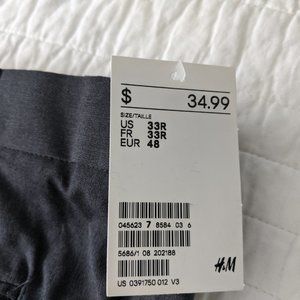 $ 34.99
SIZE/TAILLE
US 33R
FR 33R
EUR 48
045623 7 8584 03 6
5686/1 08 202188
H&M
US 0391750 012 V3